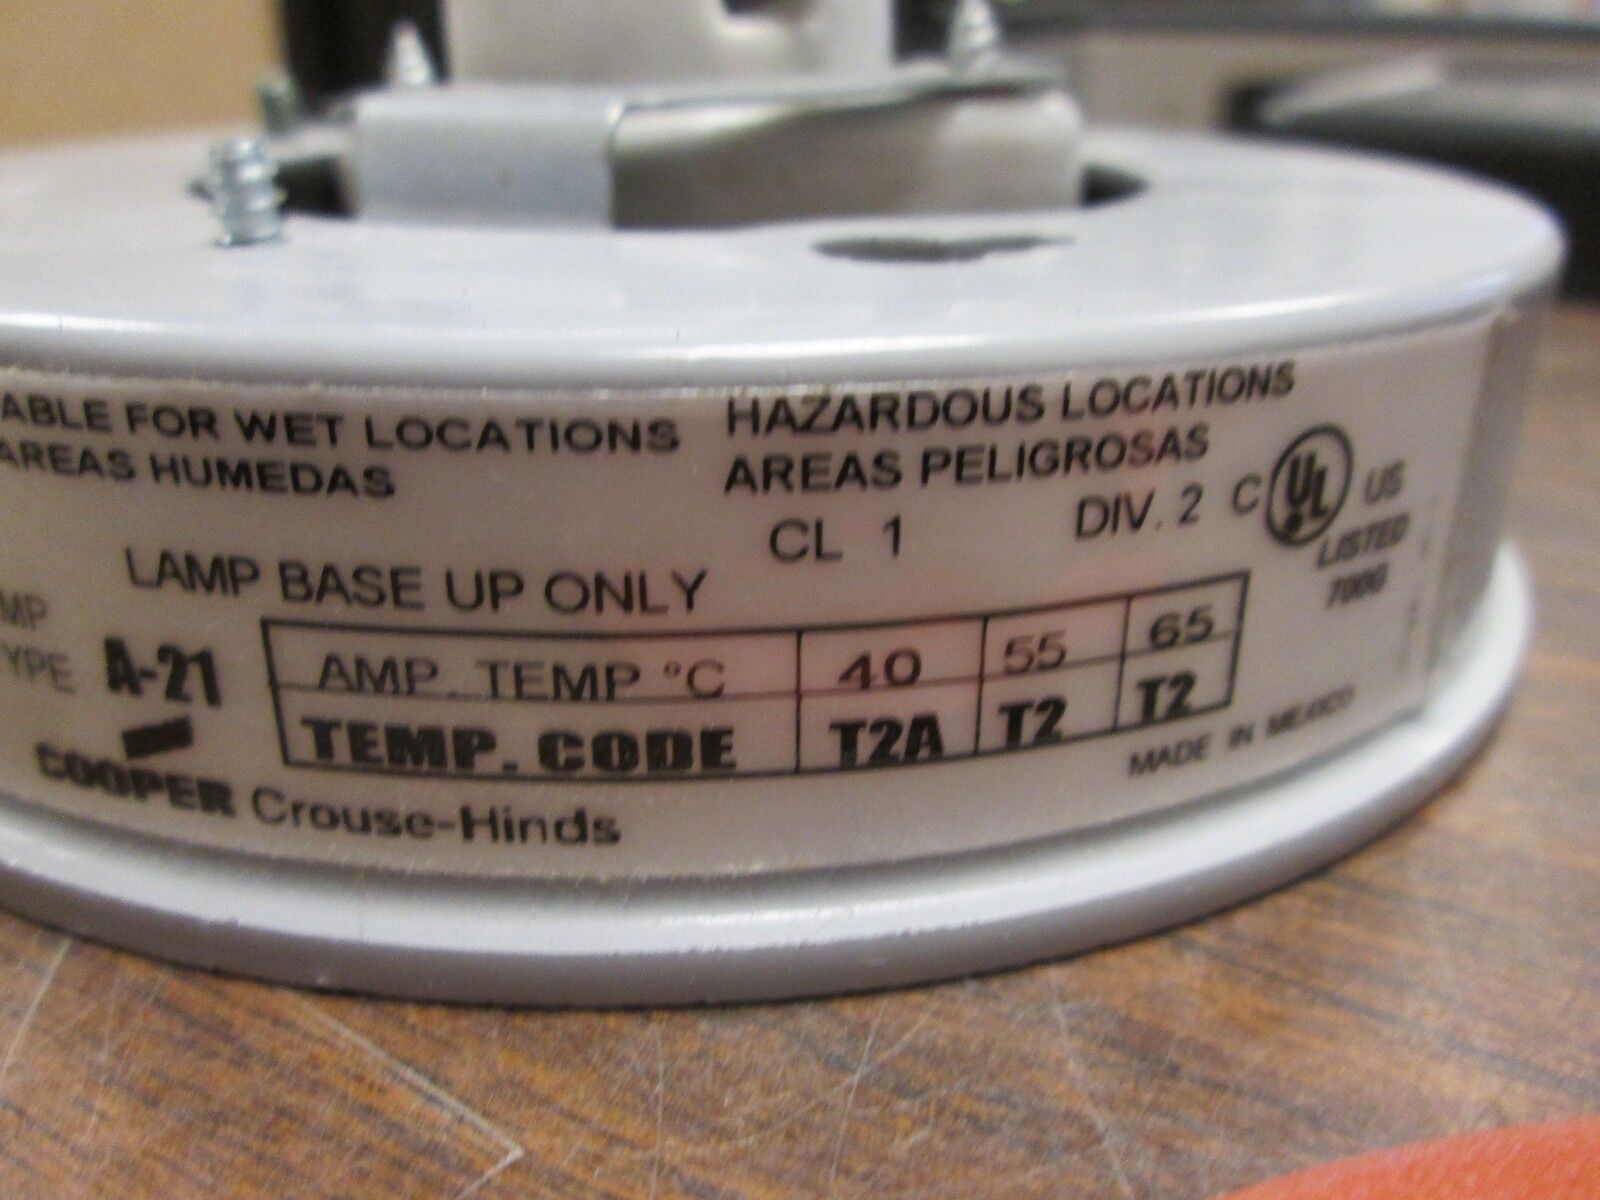 ABLE FOR WET LOCATIONS
AREAS HUMEDAS
HAZARDOUS LOCATIONS
AREAS PELIGROSAS
CL 1 DIV. 2
C UL US
LISTED
LAMP BASE UP ONLY
MP
YPE A-21
AMP. TEMP °C 40 55 65
TEMP. CODE T2A T2 T2
COOPER Crouse-Hinds
MADE IN MEXICO